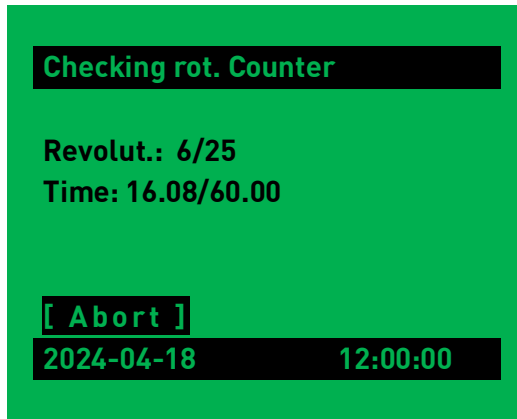 Checking rot. Counter
Revolut.: 6/25
Time: 16.08/60.00
[ Abort ]
2024-04-18 12:00:00